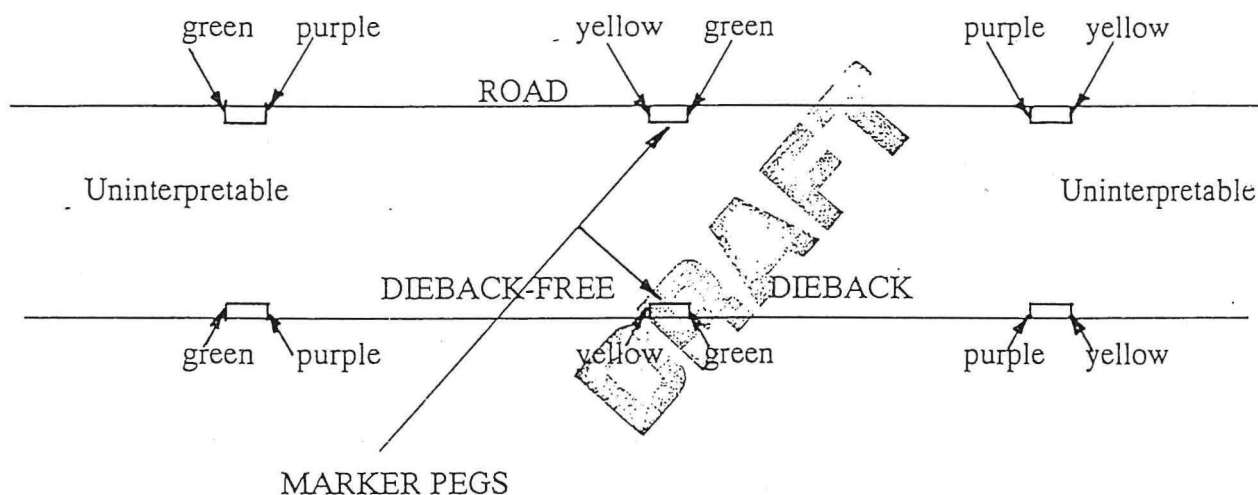 green purple yellow green purple yellow
ROAD
Uninterpretable Uninterpretable
DIEBACK-FREE DIEBACK
green purple yellow green purple yellow
MARKER PEGS
DRAFT